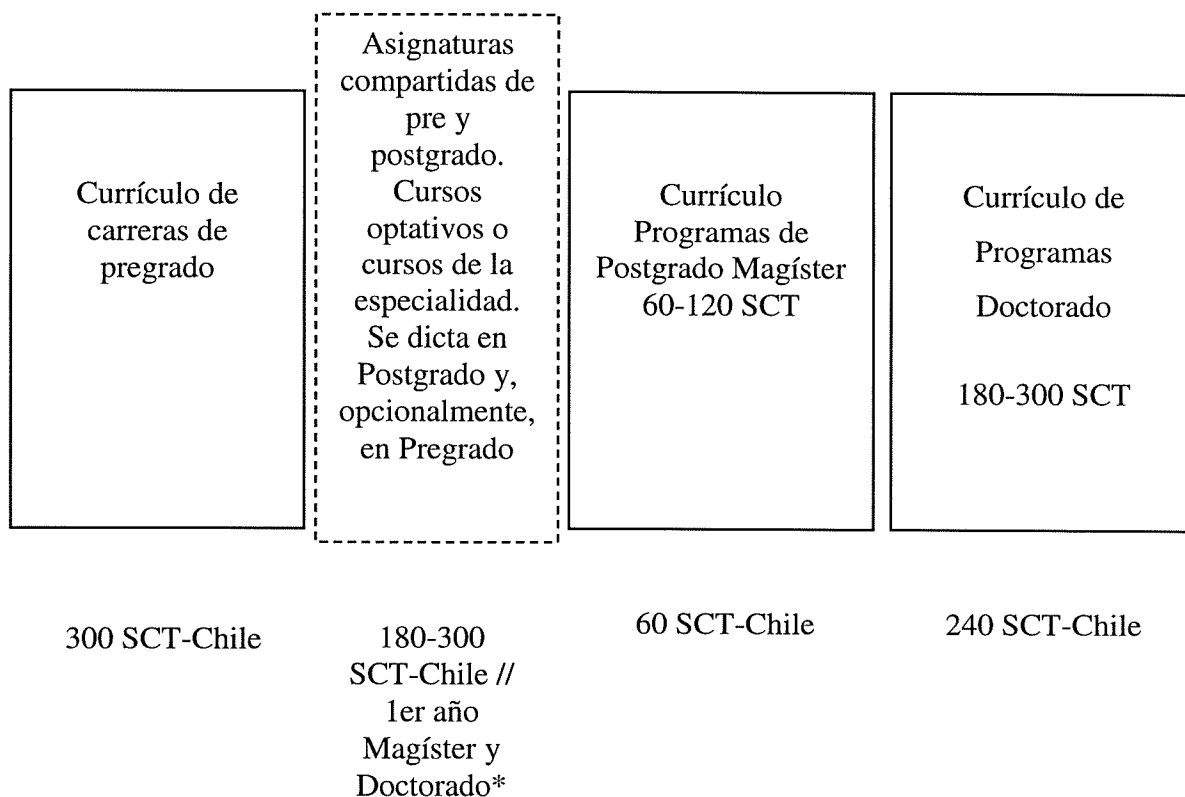 Asignaturas
compartidas de
pre y
postgrado.
Cursos
optativos o
cursos de la
especialidad.
Se dicta en
Postgrado y,
opcionalmente,
en Pregrado
Currículo de
carreras de
pregrado
Currículo
Programas de
Postgrado Magíster
60-120 SCT
Currículo de
Programas
Doctorado
180-300 SCT
300 SCT-Chile
180-300
SCT-Chile //
1er año
Magíster y
Doctorado*
60 SCT-Chile
240 SCT-Chile